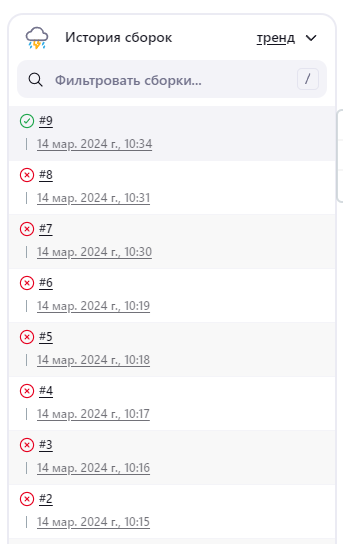 История сборок
тренд
Фильтровать сборки...
/
#9
14 мар. 2024 г., 10:34
#8
14 мар. 2024 г., 10:31
#7
14 мар. 2024 г., 10:30
#6
14 мар. 2024 г., 10:19
#5
14 мар. 2024 г., 10:18
#4
14 мар. 2024 г., 10:17
#3
14 мар. 2024 г., 10:16
#2
14 мар. 2024 г., 10:15